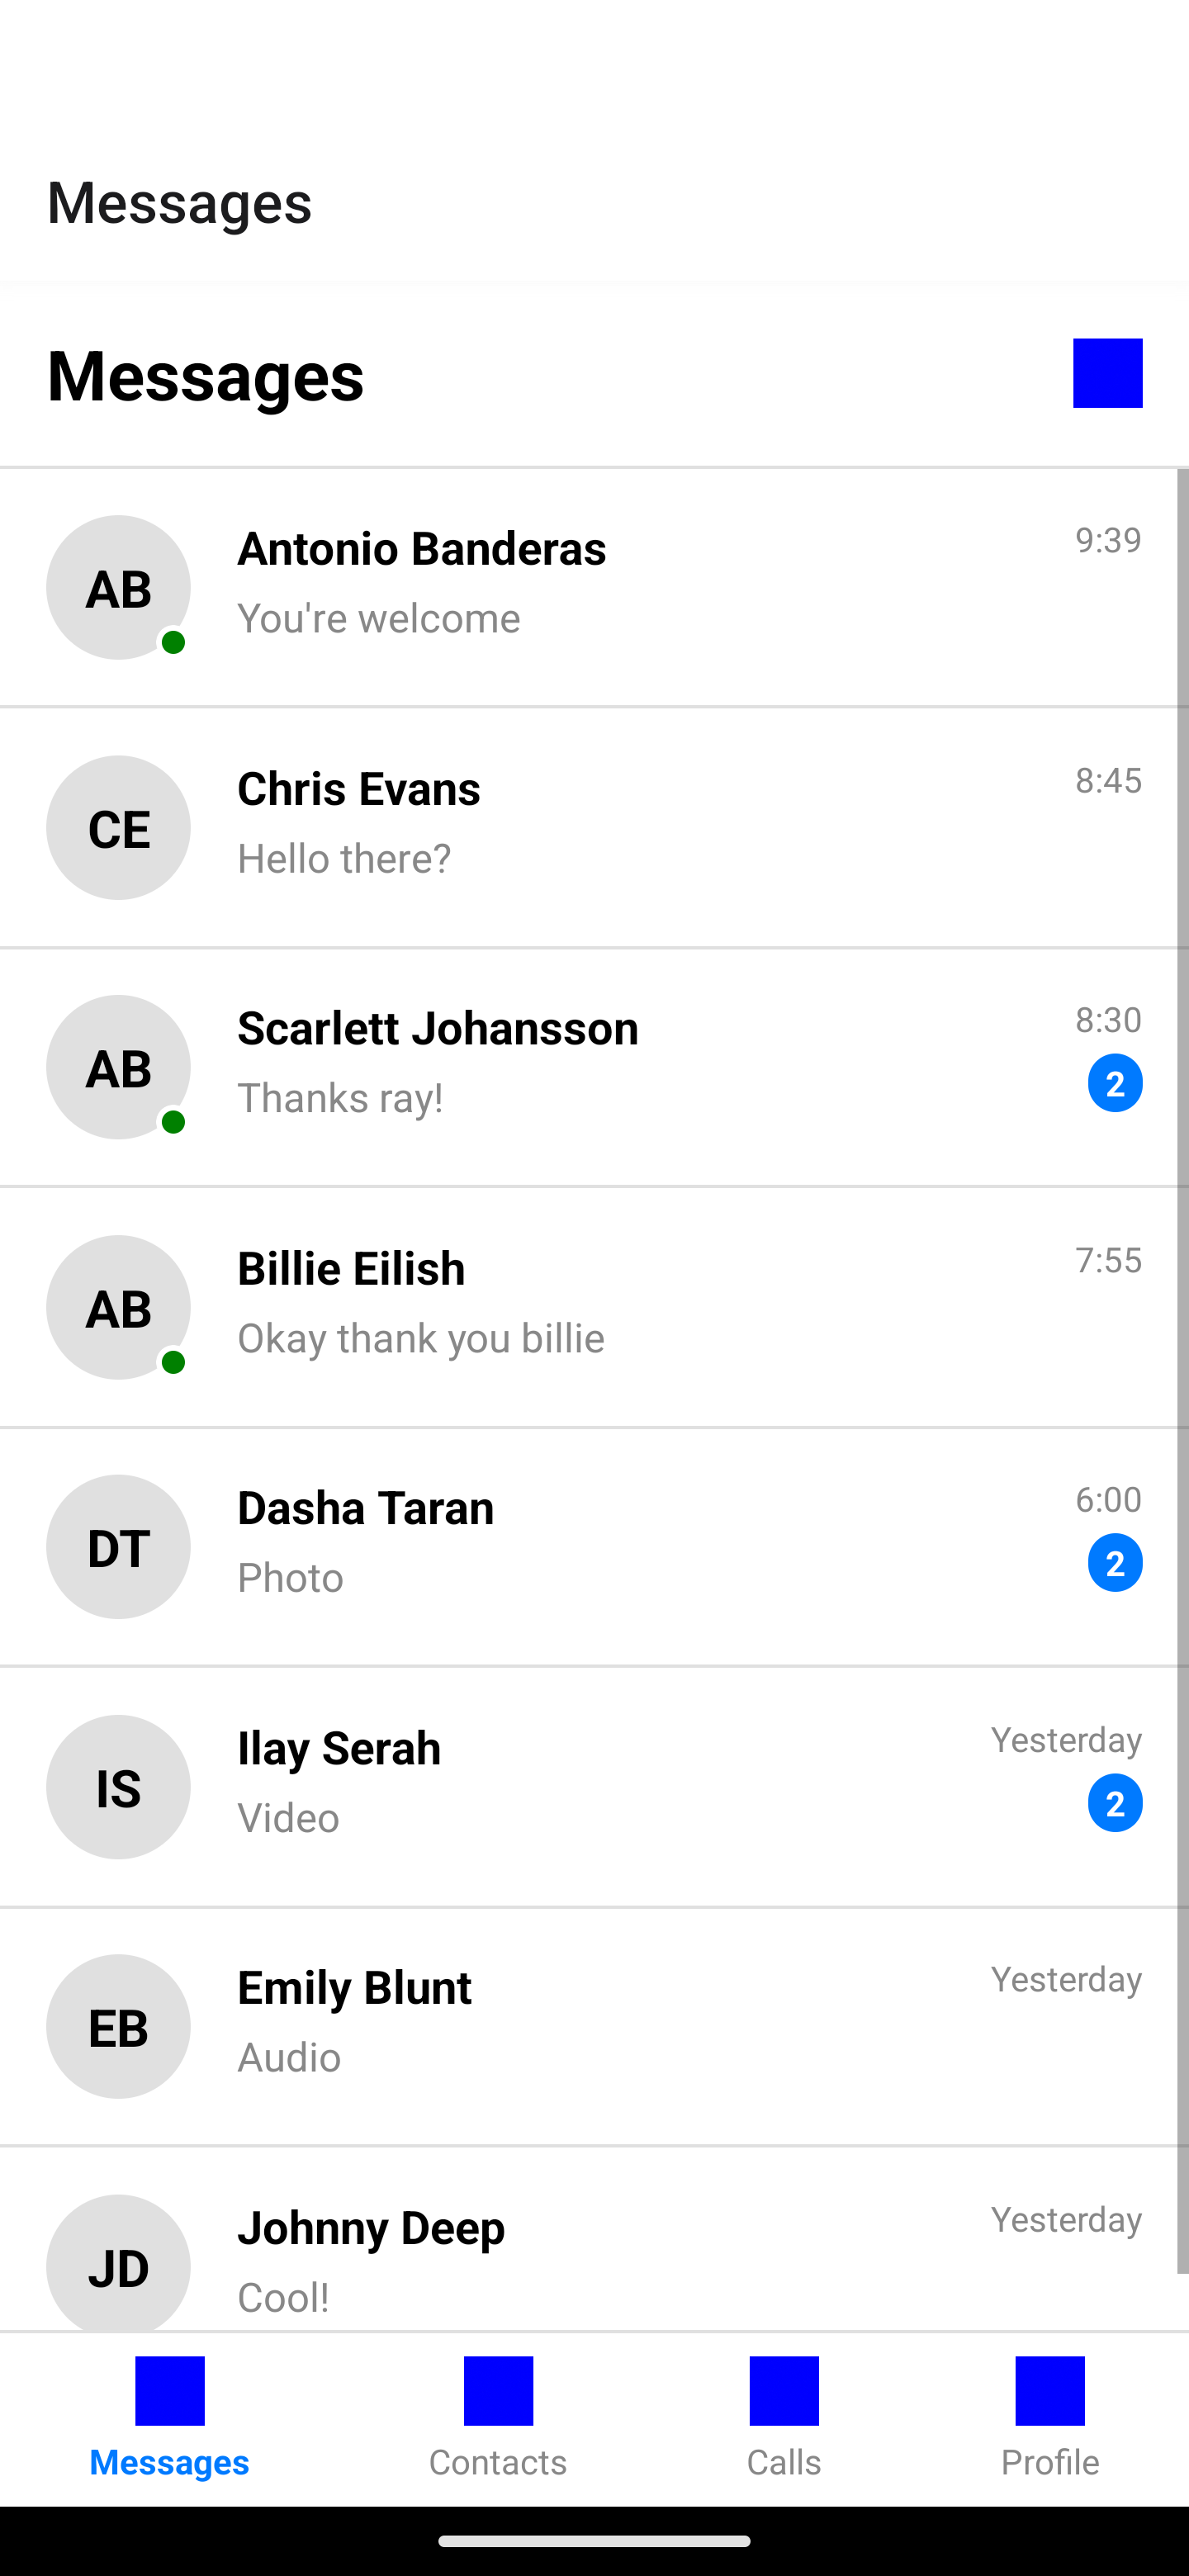 Messages
Messages
AB
Antonio Banderas
9:39
You're welcome
CE
Chris Evans
8:45
Hello there?
AB
Scarlett Johansson
8:30
Thanks ray!
2
AB
Billie Eilish
7:55
Okay thank you billie
DT
Dasha Taran
6:00
Photo
2
IS
Ilay Serah
Yesterday
Video
2
EB
Emily Blunt
Yesterday
Audio
JD
Johnny Deep
Yesterday
Cool!
Messages
Contacts
Calls
Profile